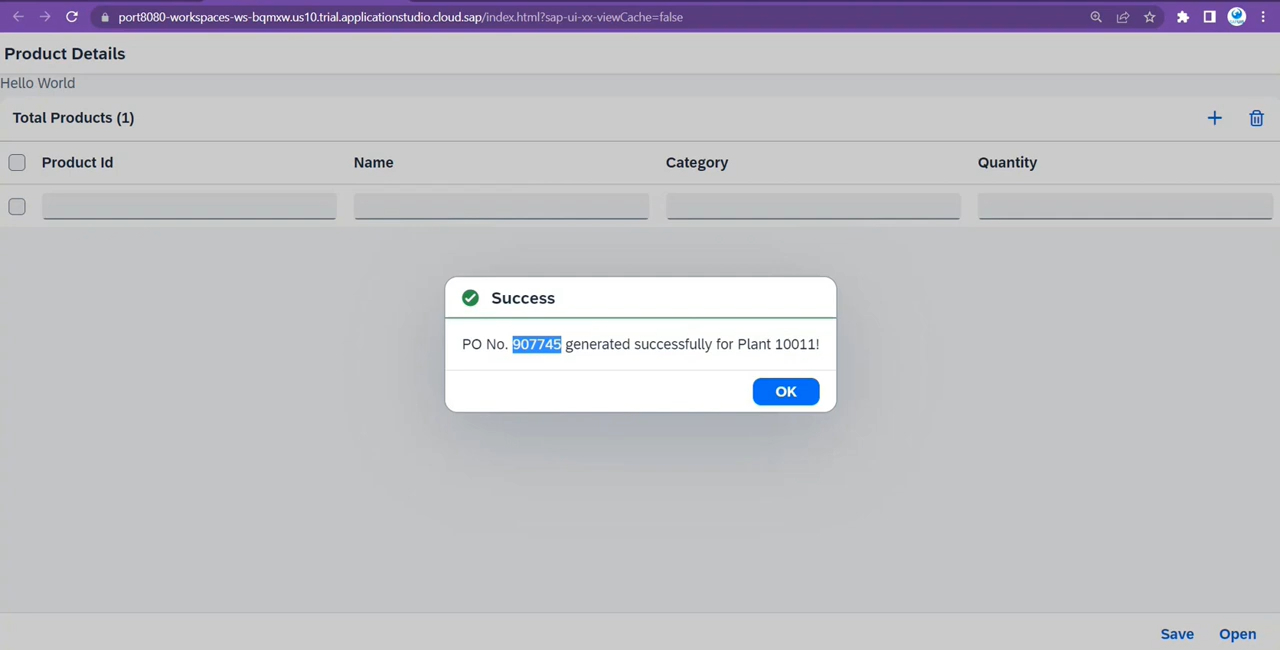 port8080-workspaces-ws-bqmxw.us10.trial.applicationstudio.cloud.sap/index.html?sap-ui-xx-viewCache=false
Product Details
Hello World
Total Products (1)
Product Id Name Category Quantity
Success
PO No. 907745 generated successfully for Plant 10011!
OK
Save Open